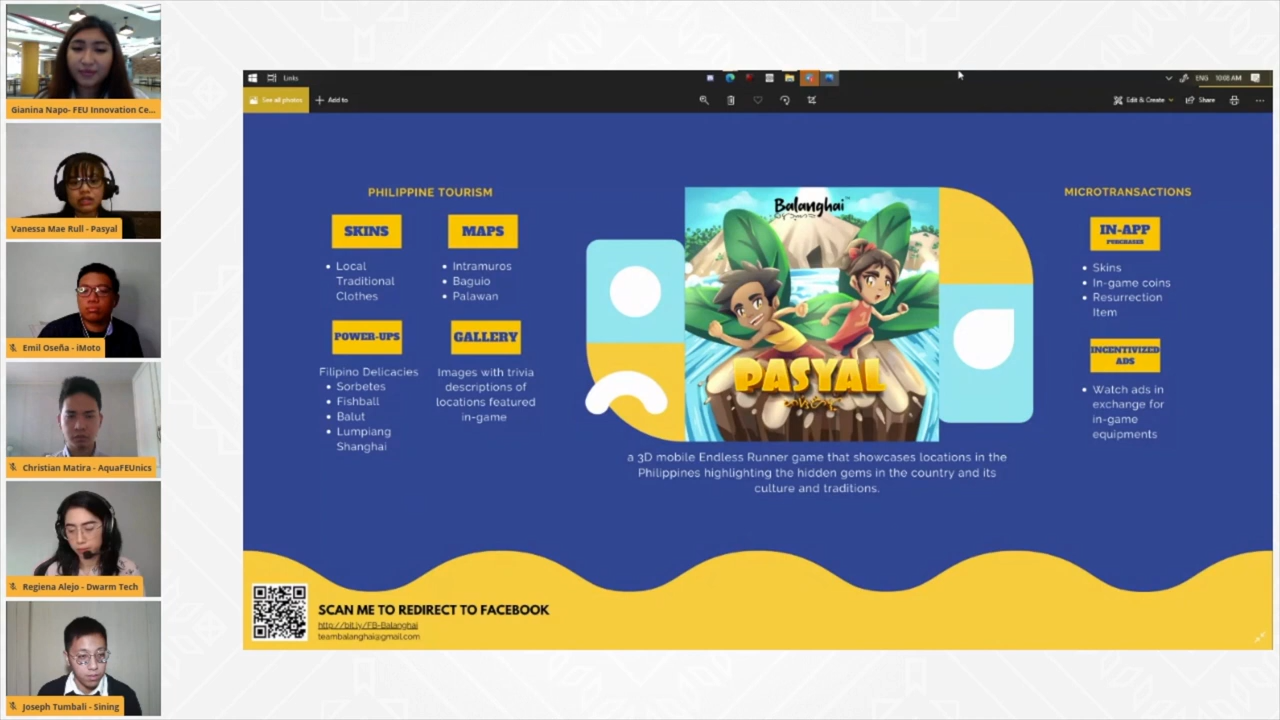 Gianina Napo- FEU Innovation Ce...
Vanessa Mae Rull - Pasyal
Emil Oseña - iMoto
Christian Matira - AquaFEUnics
Regiena Alejo - Dwarm Tech
Joseph Tumbali - Sining
Links
ENG 10:08 AM
See all photos
Add to
Edit & Create
Share
PHILIPPINE TOURISM
SKINS
• Local
Traditional
Clothes
MAPS
• Intramuros
• Baguio
• Palawan
POWER-UPS
Filipino Delicacies
• Sorbetes
• Fishball
• Balut
• Lumpiang
Shanghai
GALLERY
Images with trivia
descriptions of
locations featured
in-game
Balanghai
PASYAL
a 3D mobile Endless Runner game that showcases locations in the
Philippines highlighting the hidden gems in the country and its
culture and traditions.
MICROTRANSACTIONS
IN-APP
PURCHASES
• Skins
• In-game coins
• Resurrection
Item
INCENTIVIZED
ADS
• Watch ads in
exchange for
in-game
equipments
SCAN ME TO REDIRECT TO FACEBOOK
http://bit.ly/FB-Balanghai
teambalanghai@gmail.com